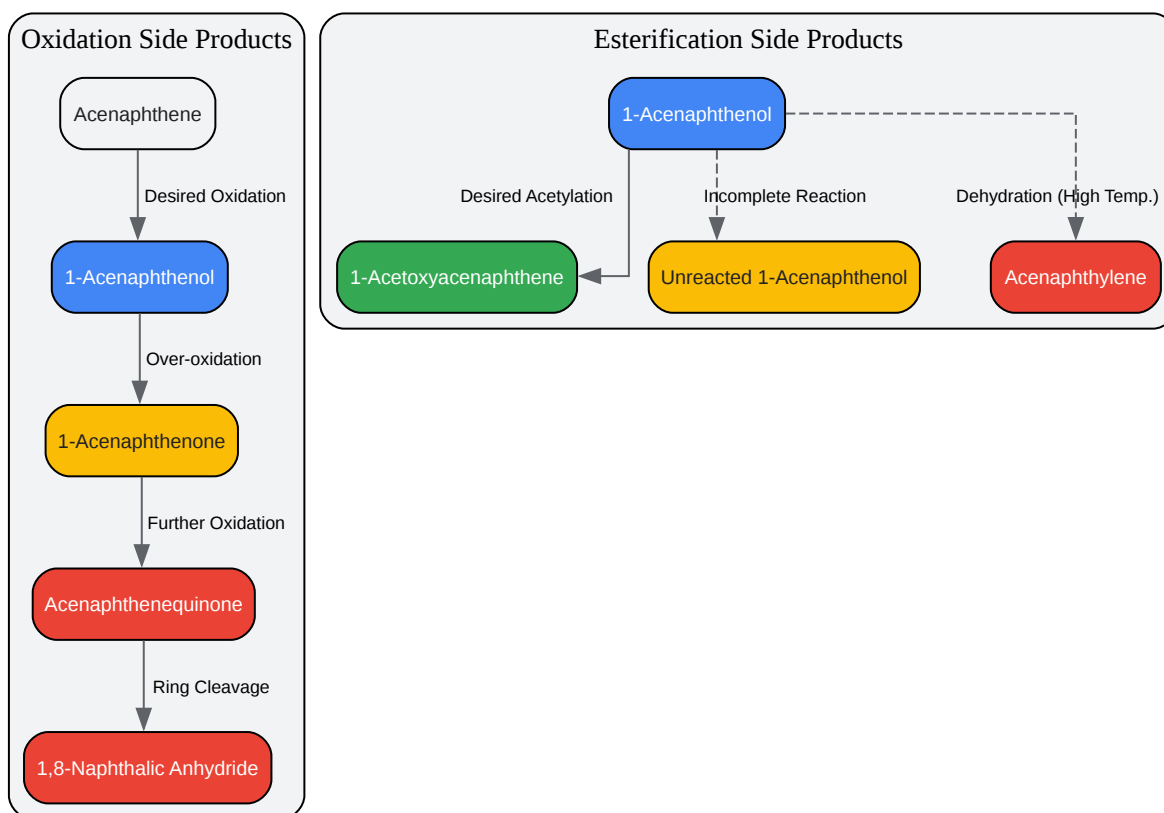 Oxidation Side Products
Acenaphthene
Desired Oxidation
1-Acenaphthenol
Over-oxidation
1-Acenaphthenone
Further Oxidation
Acenaphthenequinone
Ring Cleavage
1,8-Naphthalic Anhydride
Esterification Side Products
1-Acenaphthenol
Desired Acetylation
Incomplete Reaction
Dehydration (High Temp.)
1-Acetoxyacenaphthene
Unreacted 1-Acenaphthenol
Acenaphthylene